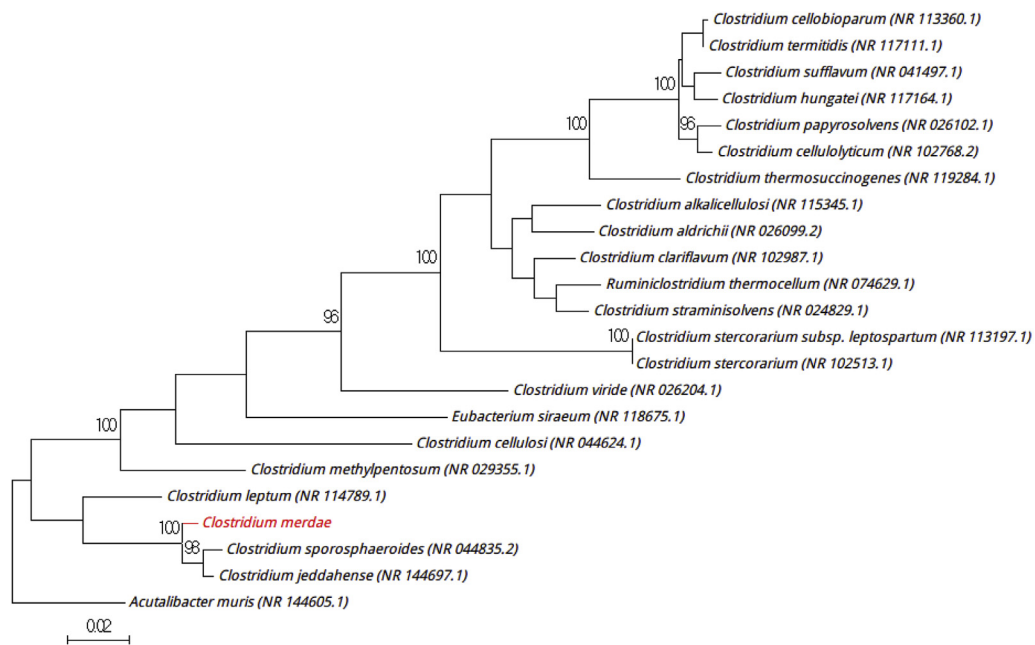 Clostridium cellobioparum (NR 113360.1)
Clostridium termitidis (NR 117111.1)
Clostridium sufflavum (NR 041497.1)
100
Clostridium hungatei (NR 117164.1)
100
96
Clostridium papyrosolvens (NR 026102.1)
Clostridium cellulolyticum (NR 102768.2)
Clostridium thermosuccinogenes (NR 119284.1)
Clostridium alkalicellulosi (NR 115345.1)
Clostridium aldrichii (NR 026099.2)
100
Clostridium clariflavum (NR 102987.1)
Ruminiclostridium thermocellum (NR 074629.1)
Clostridium straminisolvens (NR 024829.1)
96
100
Clostridium stercorarium subsp. leptospartum (NR 113197.1)
Clostridium stercorarium (NR 102513.1)
Clostridium viride (NR 026204.1)
Eubacterium siraeum (NR 118675.1)
100
Clostridium cellulosi (NR 044624.1)
Clostridium methylpentosum (NR 029355.1)
Clostridium leptum (NR 114789.1)
100
Clostridium merdae
98
Clostridium sporosphaeroides (NR 044835.2)
Clostridium jeddahense (NR 144697.1)
Acutalibacter muris (NR 144605.1)
0.02